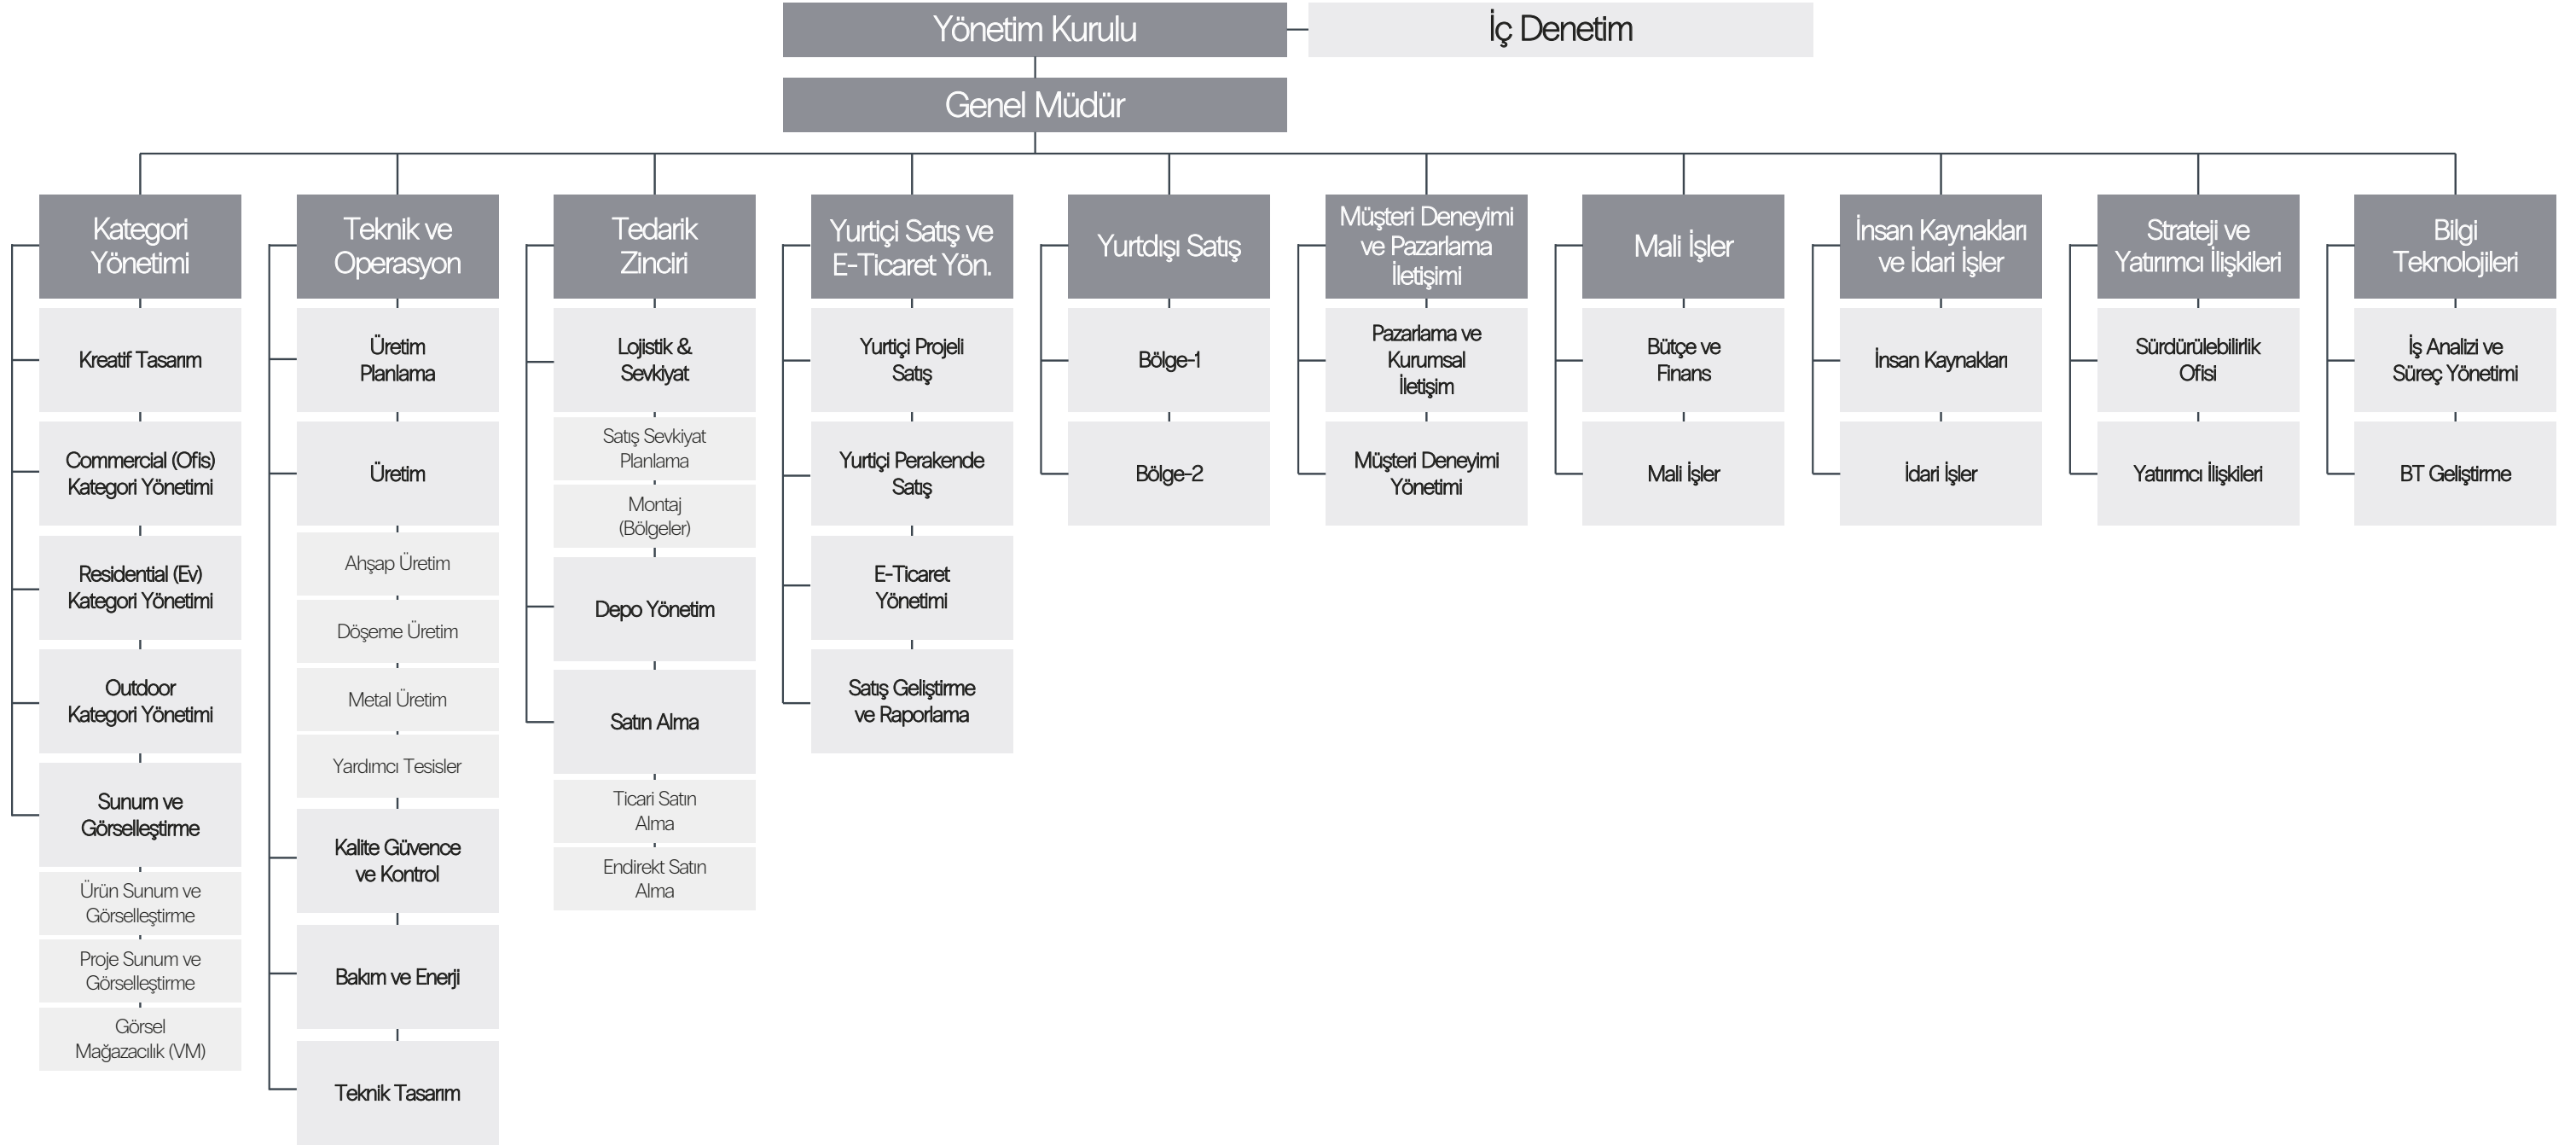 Yönetim Kurulu
İç Denetim
Genel Müdür
Kategori
Yönetimi
Kreatif Tasarım
Commercial (Ofis)
Kategori Yönetimi
Residential (Ev)
Kategori Yönetimi
Outdoor
Kategori Yönetimi
Sunum ve
Görselleştirme
Ürün Sunum ve
Görselleştirme
Proje Sunum ve
Görselleştirme
Görsel
Mağazacılık (VM)
Teknik ve
Operasyon
Üretim
Planlama
Üretim
Ahşap Üretim
Döşeme Üretim
Metal Üretim
Yardımcı Tesisler
Kalite Güvence
ve Kontrol
Bakım ve Enerji
Teknik Tasarım
Tedarik
Zinciri
Lojistik &
Sevkiyat
Satış Sevkiyat
Planlama
Montaj
(Bölgeler)
Depo Yönetim
Satın Alma
Ticari Satın
Alma
Endirekt Satın
Alma
Yurtiçi Satış ve
E-Ticaret Yön.
Yurtiçi Projeli
Satış
Yurtiçi Perakende
Satış
E-Ticaret
Yönetimi
Satış Geliştirme
ve Raporlama
Yurtdışı Satış
Bölge-1
Bölge-2
Müşteri Deneyimi
ve Pazarlama
İletişimi
Pazarlama ve
Kurumsal
İletişim
Müşteri Deneyimi
Yönetimi
Mali İşler
Bütçe ve
Finans
Mali İşler
İnsan Kaynakları
ve İdari İşler
İnsan Kaynakları
İdari İşler
Strateji ve
Yatırımcı İlişkileri
Sürdürülebilirlik
Ofisi
Yatırımcı İlişkileri
Bilgi
Teknolojileri
İş Analizi ve
Süreç Yönetimi
BT Geliştirme